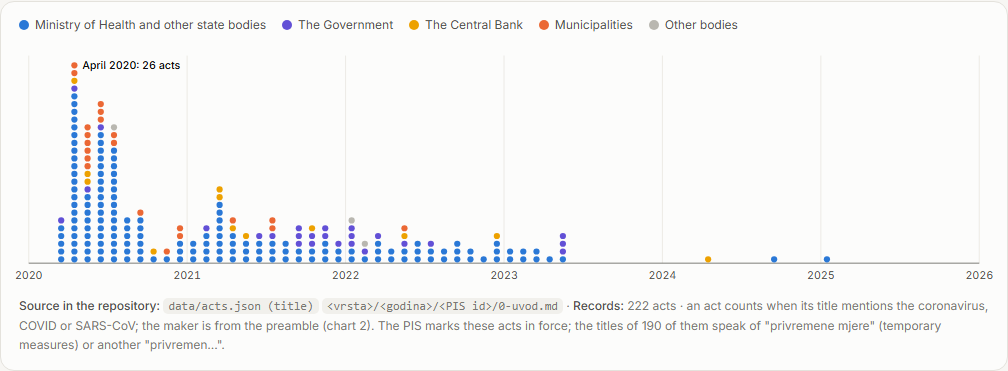 Ministry of Health and other state bodies The Government The Central Bank Municipalities Other bodies
April 2020: 26 acts
2020 2021 2022 2023 2024 2025 2026
Source in the repository: data/acts.json (title) <vrsta>/<godina>/<PIS id>/0-uvod.md · Records: 222 acts · an act counts when its title mentions the coronavirus,
COVID or SARS-CoV; the maker is from the preamble (chart 2). The PIS marks these acts in force; the titles of 190 of them speak of "privremene mjere" (temporary
measures) or another "privremen...".